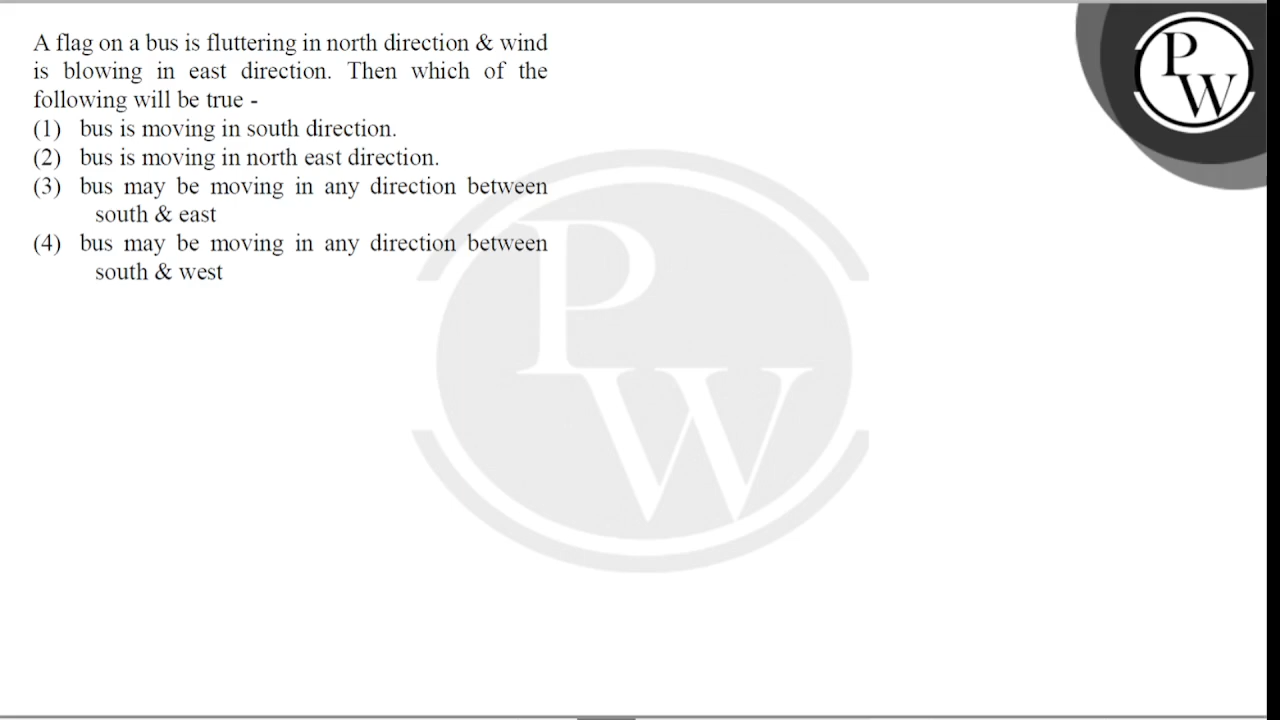 A flag on a bus is fluttering in north direction & wind
is blowing in east direction. Then which of the
following will be true -
(1) bus is moving in south direction.
(2) bus is moving in north east direction.
(3) bus may be moving in any direction between
south & east
(4) bus may be moving in any direction between
south & west
P
W
P
W